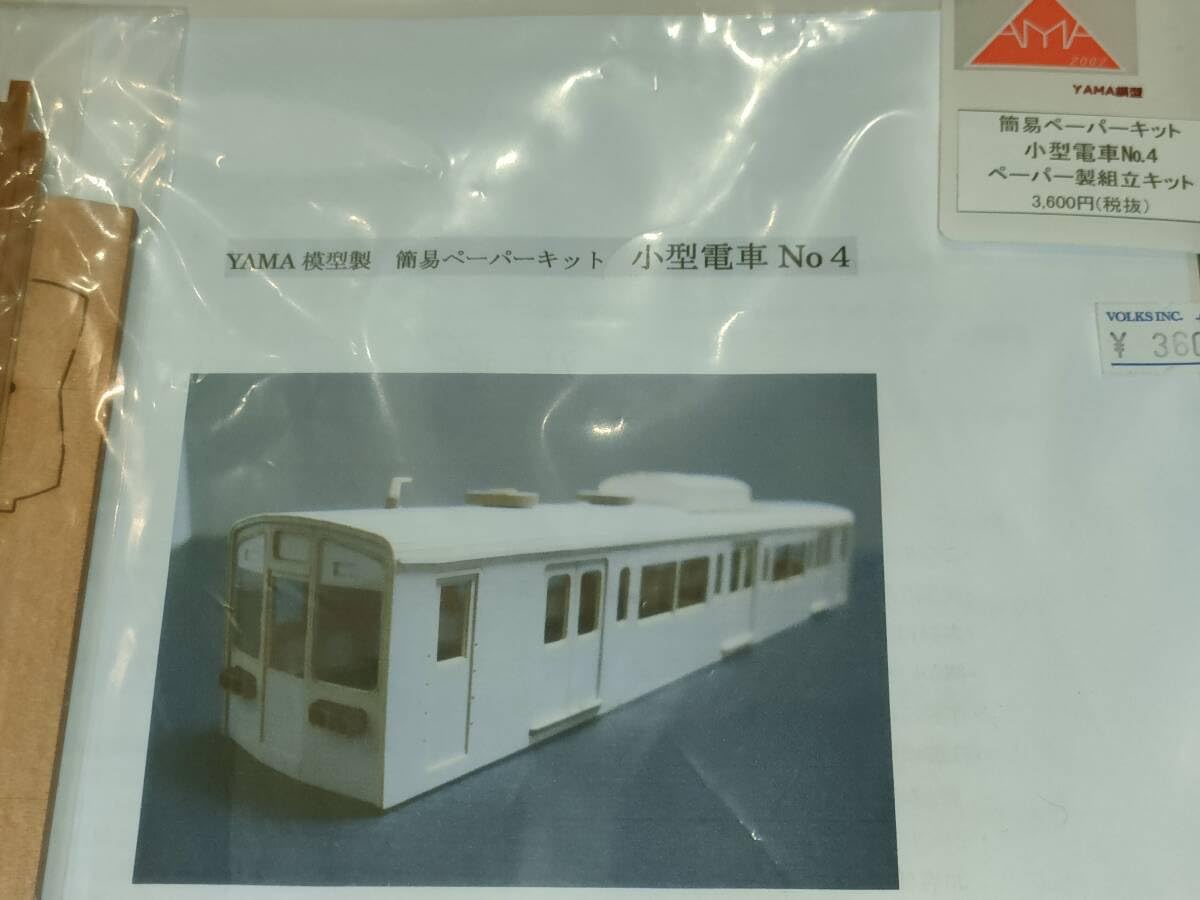 AMA
2007
YAMA模型
簡易ペーパーキット
小型電車No.4
ペーパー製組立キット
3,600円(税抜)
YAMA 模型製 簡易ペーパーキット 小型電車 No 4
VOLKS INC.
¥ 360